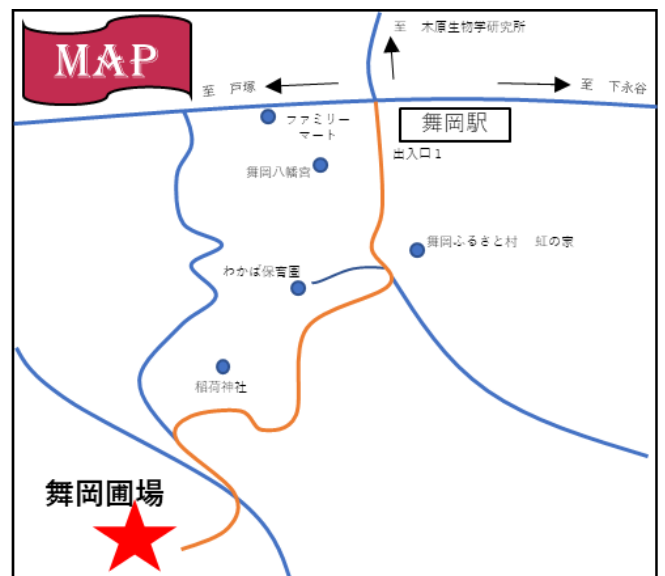 MAP
至 木原生物学研究所
至 戸塚
至 下永谷
ファミリー
マート
舞岡駅
出入口1
舞岡八幡宮
舞岡ふるさと村 虹の家
わかば保育園
稲荷神社
舞岡圃場